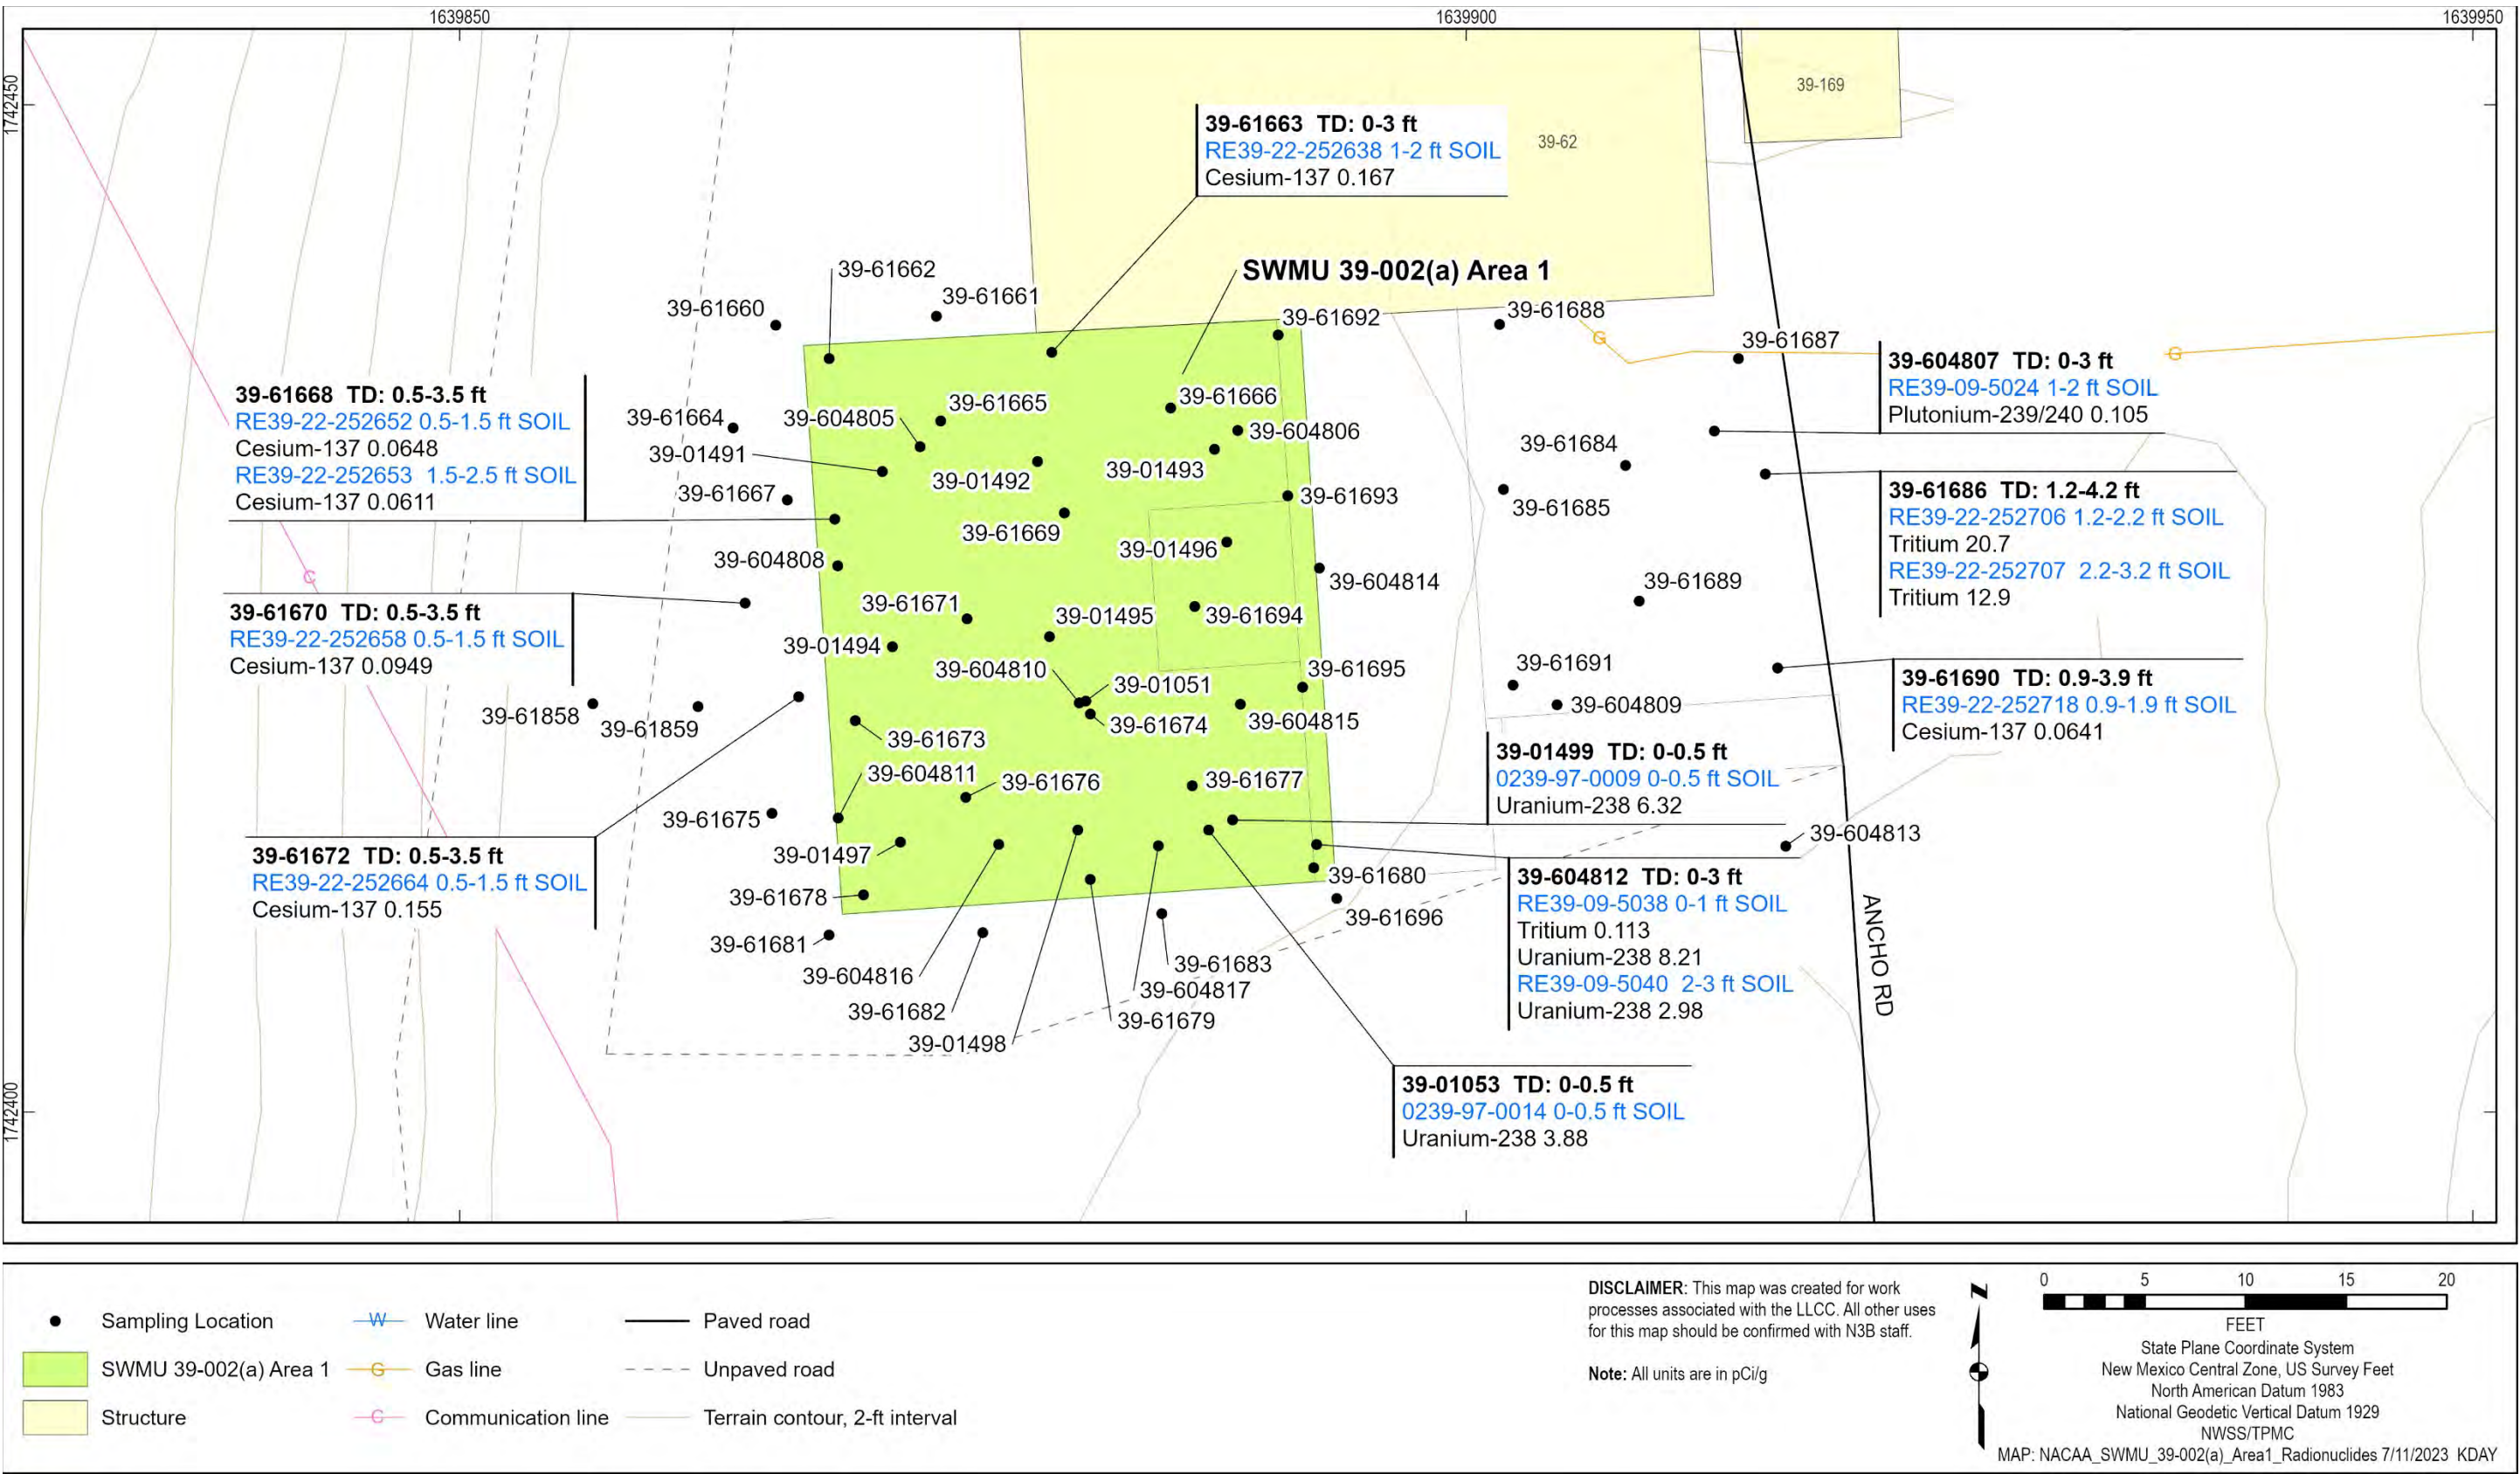 1639850
1639900
1639950
1742450
1742400
39-169
39-62
39-61663 TD: 0-3 ft
RE39-22-252638 1-2 ft SOIL
Cesium-137 0.167
SWMU 39-002(a) Area 1
39-61662
39-61661
39-61660
39-61692
39-61688
G
39-61687
G
39-604807 TD: 0-3 ft
RE39-09-5024 1-2 ft SOIL
Plutonium-239/240 0.105
39-61668 TD: 0.5-3.5 ft
RE39-22-252652 0.5-1.5 ft SOIL
Cesium-137 0.0648
RE39-22-252653 1.5-2.5 ft SOIL
Cesium-137 0.0611
39-61664
39-604805
39-61665
39-61666
39-604806
39-01491
39-01492
39-01493
39-61684
39-61667
39-61693
39-61685
39-61669
39-01496
39-61686 TD: 1.2-4.2 ft
RE39-22-252706 1.2-2.2 ft SOIL
Tritium 20.7
RE39-22-252707 2.2-3.2 ft SOIL
Tritium 12.9
39-604808
C
39-604814
39-61689
39-61670 TD: 0.5-3.5 ft
RE39-22-252658 0.5-1.5 ft SOIL
Cesium-137 0.0949
39-61671
39-01495
39-61694
39-01494
39-604810
39-01051
39-61695
39-61691
39-61690 TD: 0.9-3.9 ft
RE39-22-252718 0.9-1.9 ft SOIL
Cesium-137 0.0641
39-61858
39-61859
39-61673
39-61674
39-604815
39-604809
39-01499 TD: 0-0.5 ft
0239-97-0009 0-0.5 ft SOIL
Uranium-238 6.32
39-604811
39-61676
39-61677
39-61675
39-604813
39-61672 TD: 0.5-3.5 ft
RE39-22-252664 0.5-1.5 ft SOIL
Cesium-137 0.155
39-01497
39-61678
39-61680
39-61696
39-604812 TD: 0-3 ft
RE39-09-5038 0-1 ft SOIL
Tritium 0.113
Uranium-238 8.21
RE39-09-5040 2-3 ft SOIL
Uranium-238 2.98
39-61681
39-604816
39-61683
39-604817
39-61682
39-61679
39-01498
ANCHO RD
39-01053 TD: 0-0.5 ft
0239-97-0014 0-0.5 ft SOIL
Uranium-238 3.88
Sampling Location
SWMU 39-002(a) Area 1
Structure
W Water line
G Gas line
C Communication line
Paved road
Unpaved road
Terrain contour, 2-ft interval
DISCLAIMER: This map was created for work
processes associated with the LLCC. All other uses
for this map should be confirmed with N3B staff.
Note: All units are in pCi/g
N
0 5 10 15 20
FEET
State Plane Coordinate System
New Mexico Central Zone, US Survey Feet
North American Datum 1983
National Geodetic Vertical Datum 1929
NWSS/TPMC
MAP: NACAA_SWMU_39-002(a)_Area1_Radionuclides 7/11/2023 KDAY